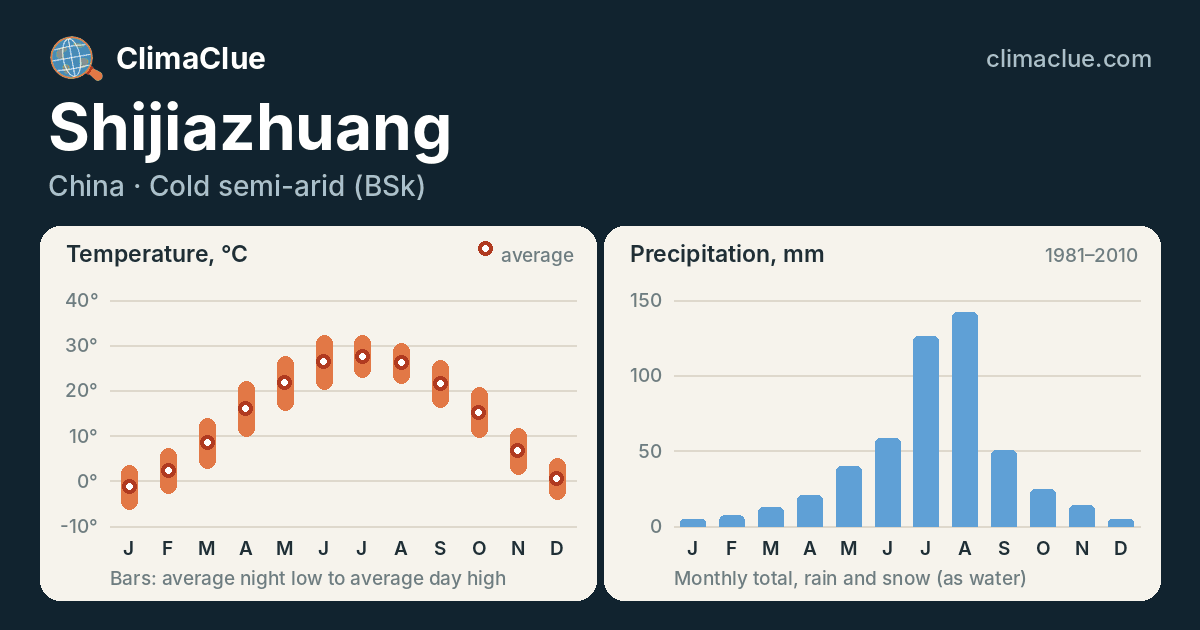 ClimaClue
climaclue.com
Shijiazhuang
China · Cold semi-arid (BSk)
Temperature, °C
average
40°
30°
20°
10°
0°
-10°
J F M A M J J A S O N D
Bars: average night low to average day high
Precipitation, mm
1981–2010
150
100
50
0
J F M A M J J A S O N D
Monthly total, rain and snow (as water)